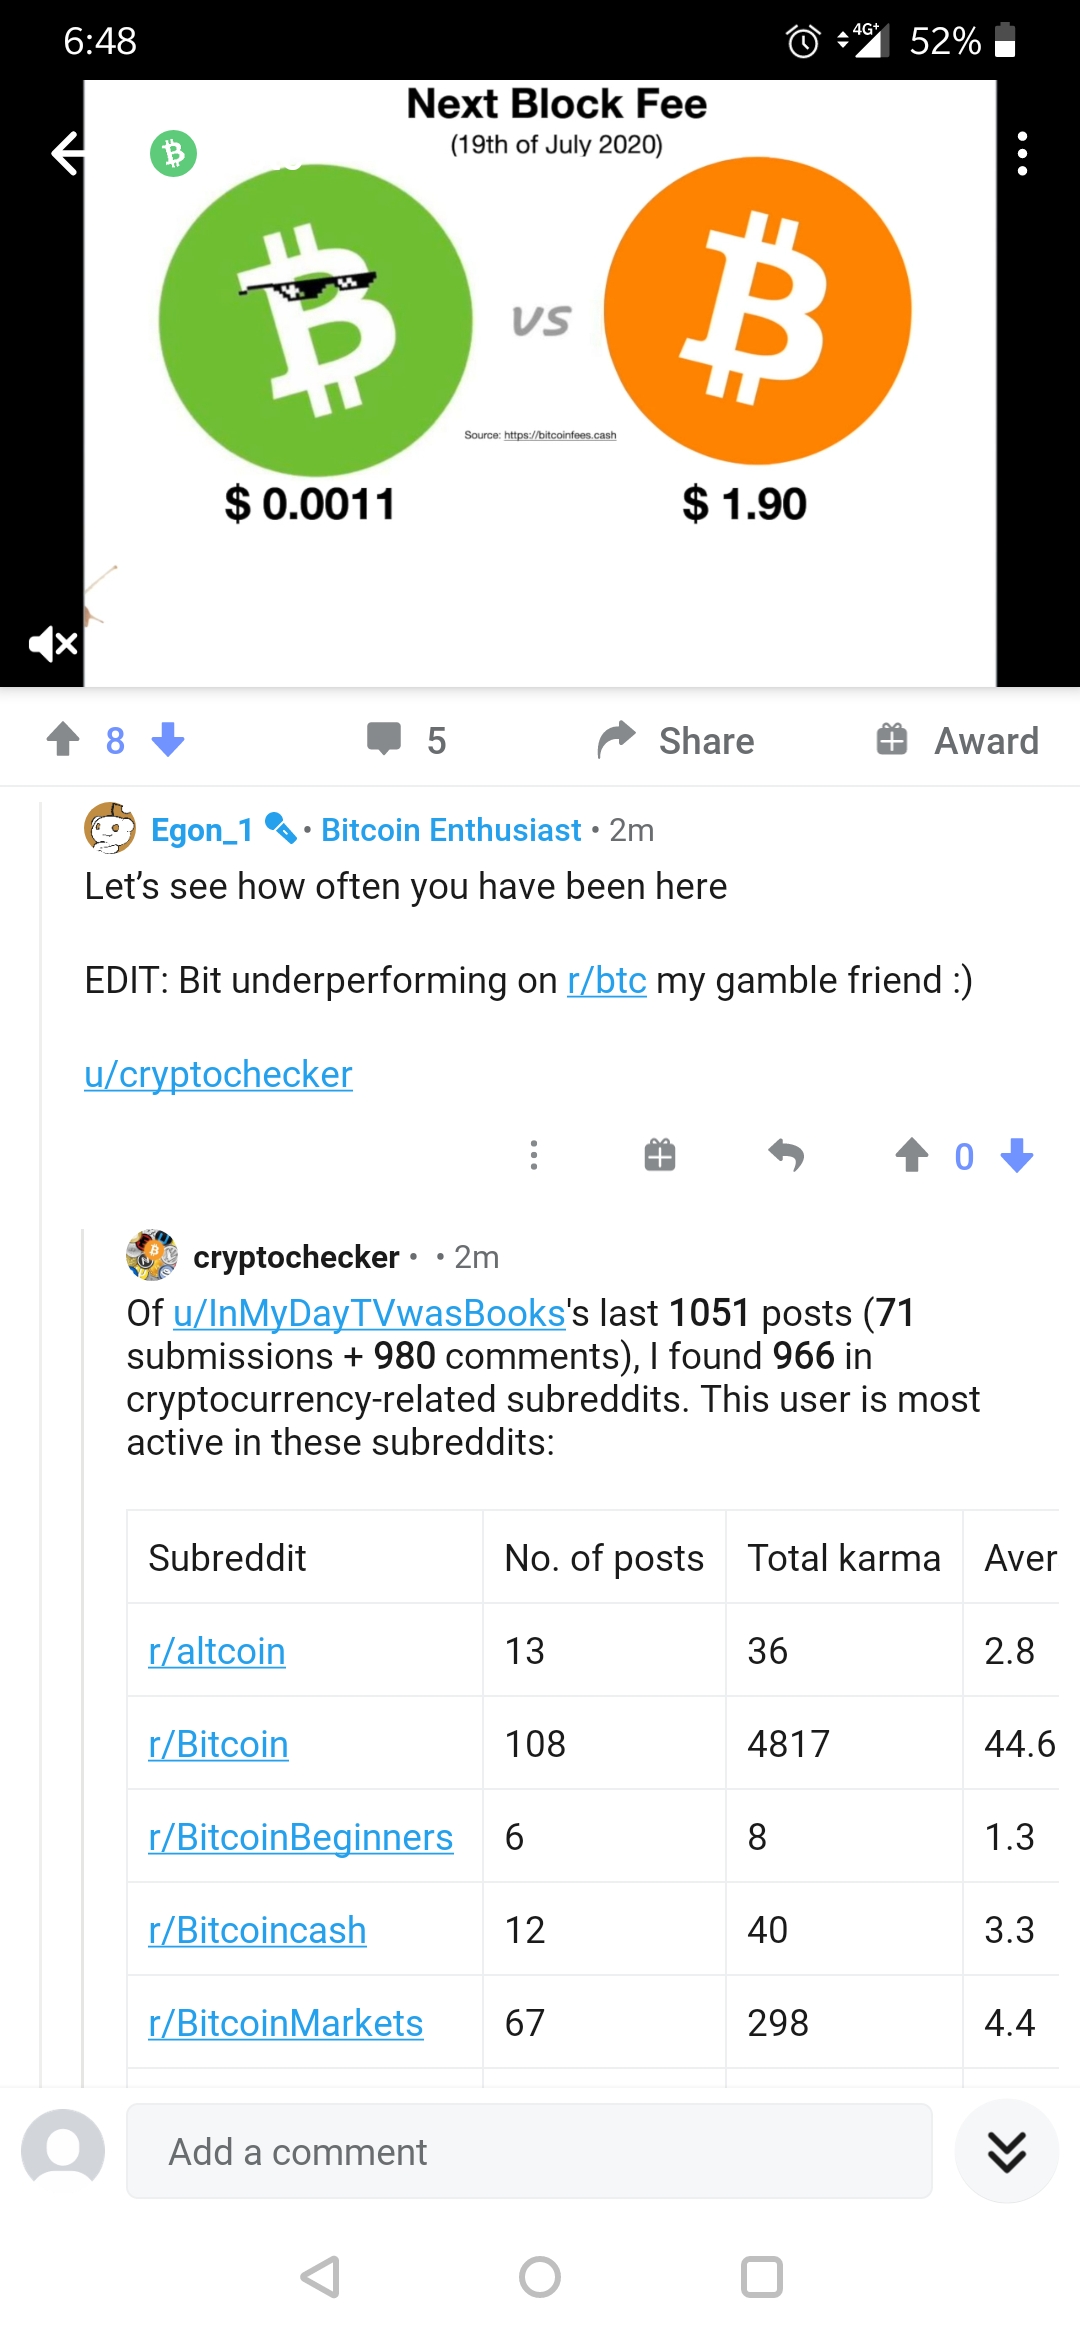 6:48
4G+ 52%
Next Block Fee
(19th of July 2020)
vs
Source: https://bitcoinfees.cash
$ 0.0011
$ 1.90
8
5
Share
Award
Egon_1 • Bitcoin Enthusiast • 2m
Let’s see how often you have been here
EDIT: Bit underperforming on r/btc my gamble friend :)
u/cryptochecker
0
cryptochecker • • 2m
Of u/InMyDayTVwasBooks's last 1051 posts (71
submissions + 980 comments), I found 966 in
cryptocurrency-related subreddits. This user is most
active in these subreddits:
Subreddit No. of posts Total karma Aver
r/altcoin 13 36 2.8
r/Bitcoin 108 4817 44.6
r/BitcoinBeginners 6 8 1.3
r/Bitcoincash 12 40 3.3
r/BitcoinMarkets 67 298 4.4
Add a comment